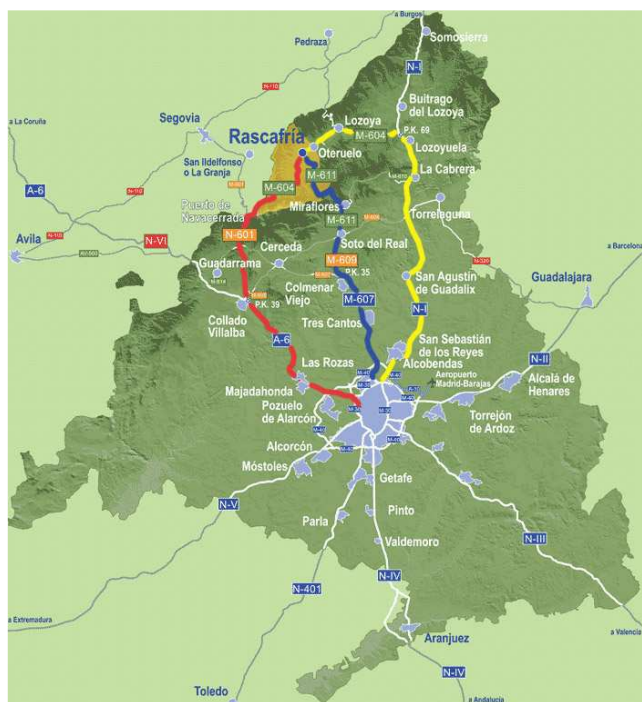 a Burgos
Somosierra
Pedraza
N-I
N-110
Buitrago
del Lozoya
a La Coruña
Segovia
Lozoya
M-604
P.K. 69
Rascafría
Oteruelo
Lozoyuela
San Ildefonso
o La Granja
M-611
La Cabrera
A-6
M-604
Puerto de
Navacerrada
Miraflores
M-611
Torrelaguna
N-601
Soto del Real
N-VI
Avila
Cerceda
M-609
Guadarrama
P.K. 35
N-320
a Barcelona
San Agustín
de Guadalix
Guadalajara
Colmenar
Viejo
M-607
P.K. 39
Collado
Villalba
Tres Cantos
N-I
A-6
San Sebastián
de los Reyes
Las Rozas
Alcobendas
N-II
Aeropuerto
Madrid-Barajas
Alcalá de
Henares
Majadahonda
Pozuelo
de Alarcón
Torrejón
de Ardoz
Alcorcón
Móstoles
Getafe
N-V
Parla
Pinto
N-III
Valdemoro
N-401
N-IV
a Extremadura
Aranjuez
a Valencia
N-IV
Toledo
a Andalucía